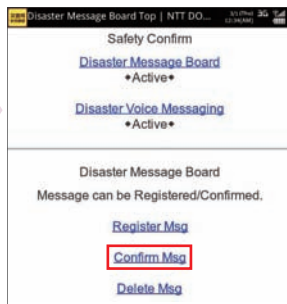 Disaster Message Board Top | NTT DO...
3G
Safety Confirm
Disaster Message Board
◆Active◆
Disaster Voice Messaging
◆Active◆
Disaster Message Board
Message can be Registered/Confirmed.
Register Msg
Confirm Msg
Delete Msg